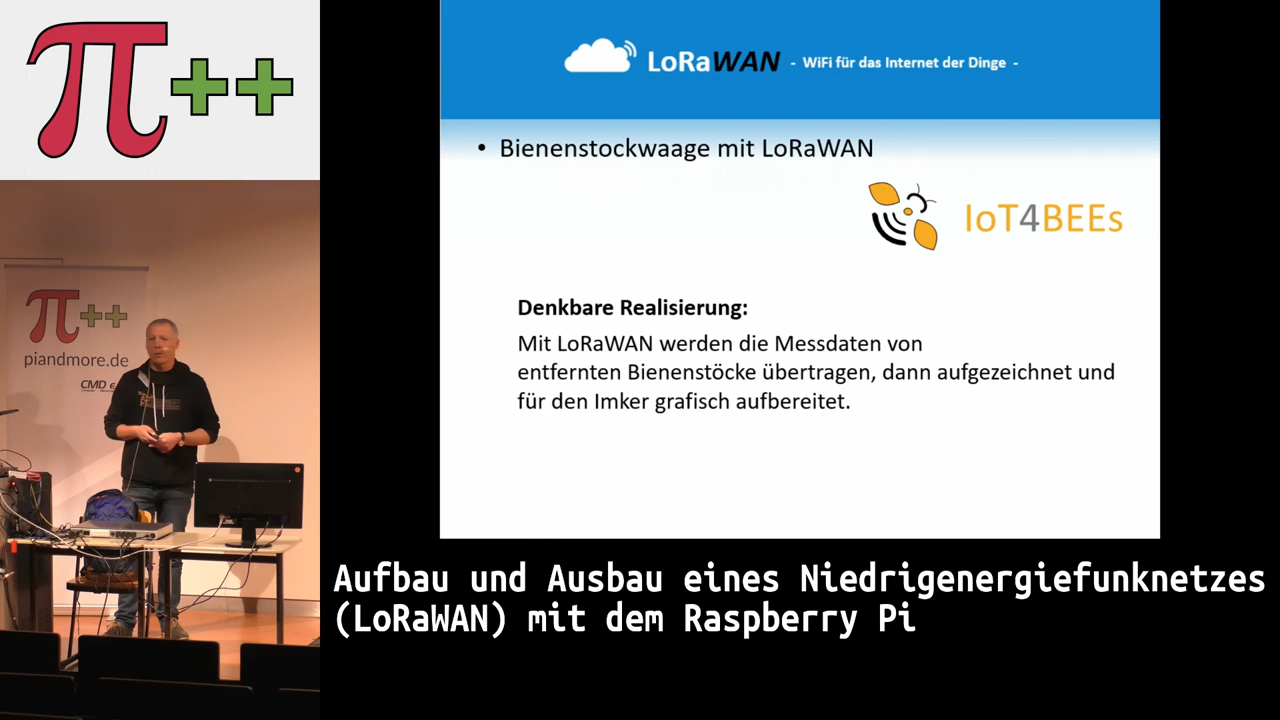 π++
LoRaWAN - WiFi für das Internet der Dinge -
• Bienenstockwaage mit LoRaWAN
IoT4BEEs
Denkbare Realisierung:
Mit LoRaWAN werden die Messdaten von
entfernten Bienenstöcke übertragen, dann aufgezeichnet und
für den Imker grafisch aufbereitet.
π++
piandmore.de
CMD
Aufbau und Ausbau eines Niedrigenergiefunknetzes
(LoRaWAN) mit dem Raspberry Pi